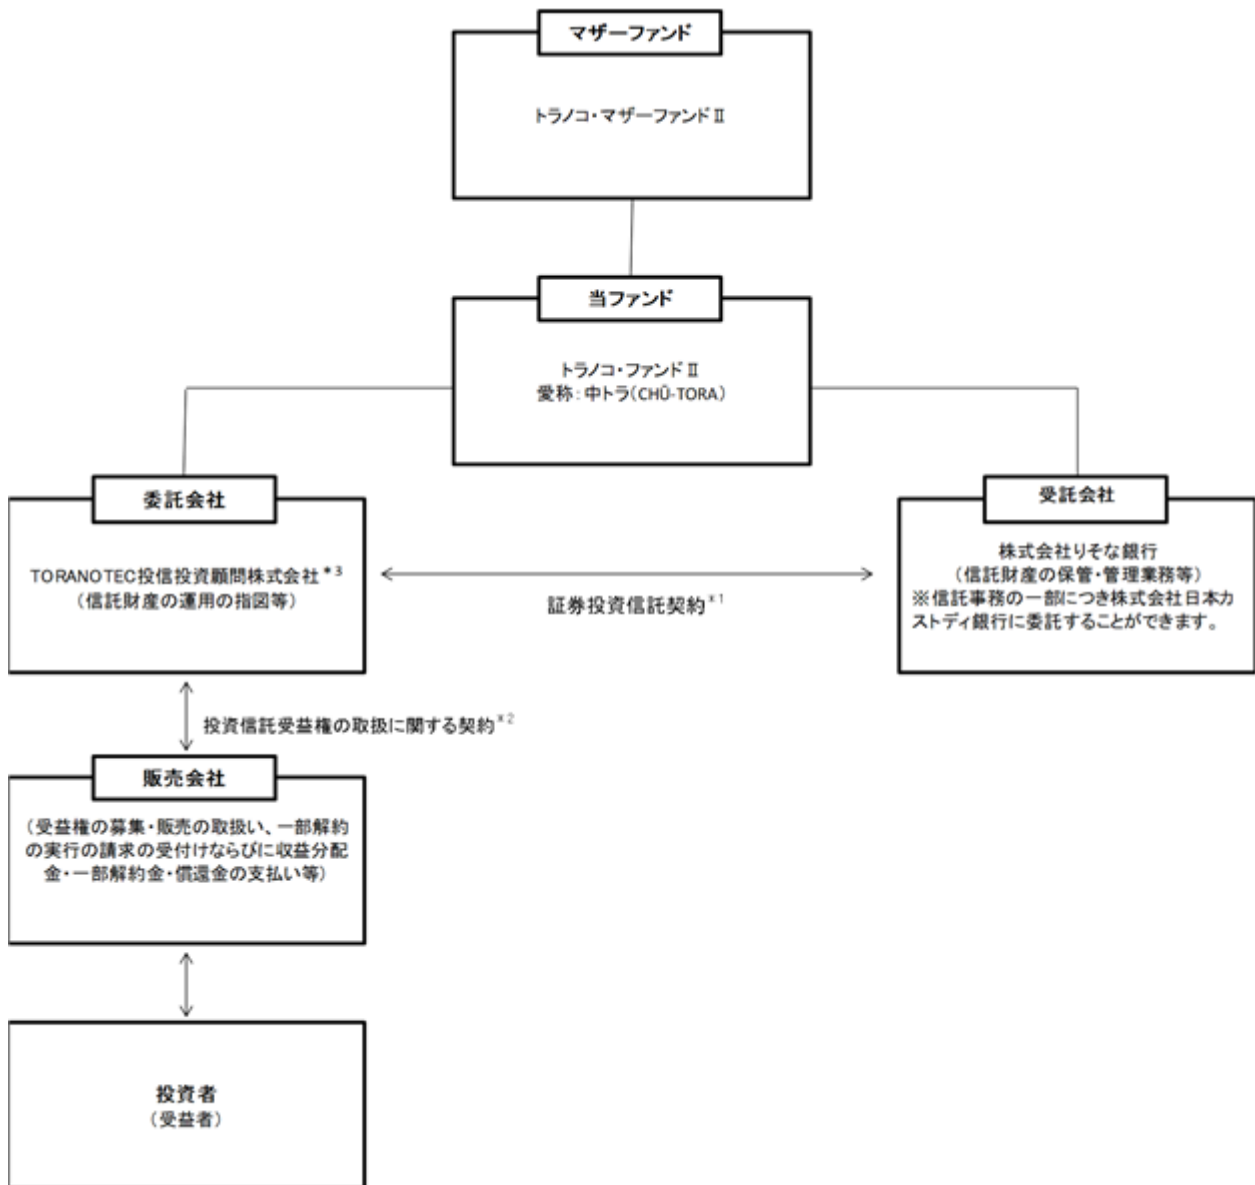 マザーファンド
トラノコ・マザーファンドⅡ
当ファンド
トラノコ・ファンドⅡ
愛称：中トラ（CHŪ-TORA）
委託会社
TORANOTEC投信投資顧問株式会社＊3
（信託財産の運用の指図等）
証券投資信託契約＊1
受託会社
株式会社りそな銀行
（信託財産の保管・管理業務等）
※信託事務の一部につき株式会社日本カ
ストディ銀行に委託することができます。
投資信託受益権の取扱に関する契約＊2
販売会社
（受益権の募集・販売の取扱い、一部解約
の実行の請求の受付けならびに収益分配
金・一部解約金・償還金の支払い等）
投資者
（受益者）